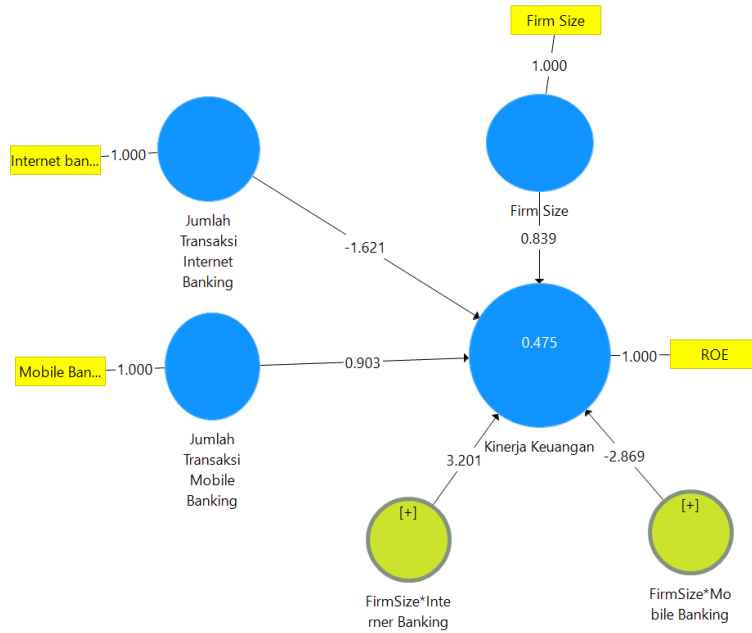 Firm Size
1.000
Internet ban...
1.000
Jumlah
Transaksi
Internet
Banking
Firm Size
-1.621
0.839
Mobile Ban...
1.000
0.903
0.475
1.000
ROE
Jumlah
Transaksi
Mobile
Banking
Kinerja Keuangan
3.201
-2.869
[+]
FirmSize*Inte
rner Banking
[+]
FirmSize*Mo
bile Banking